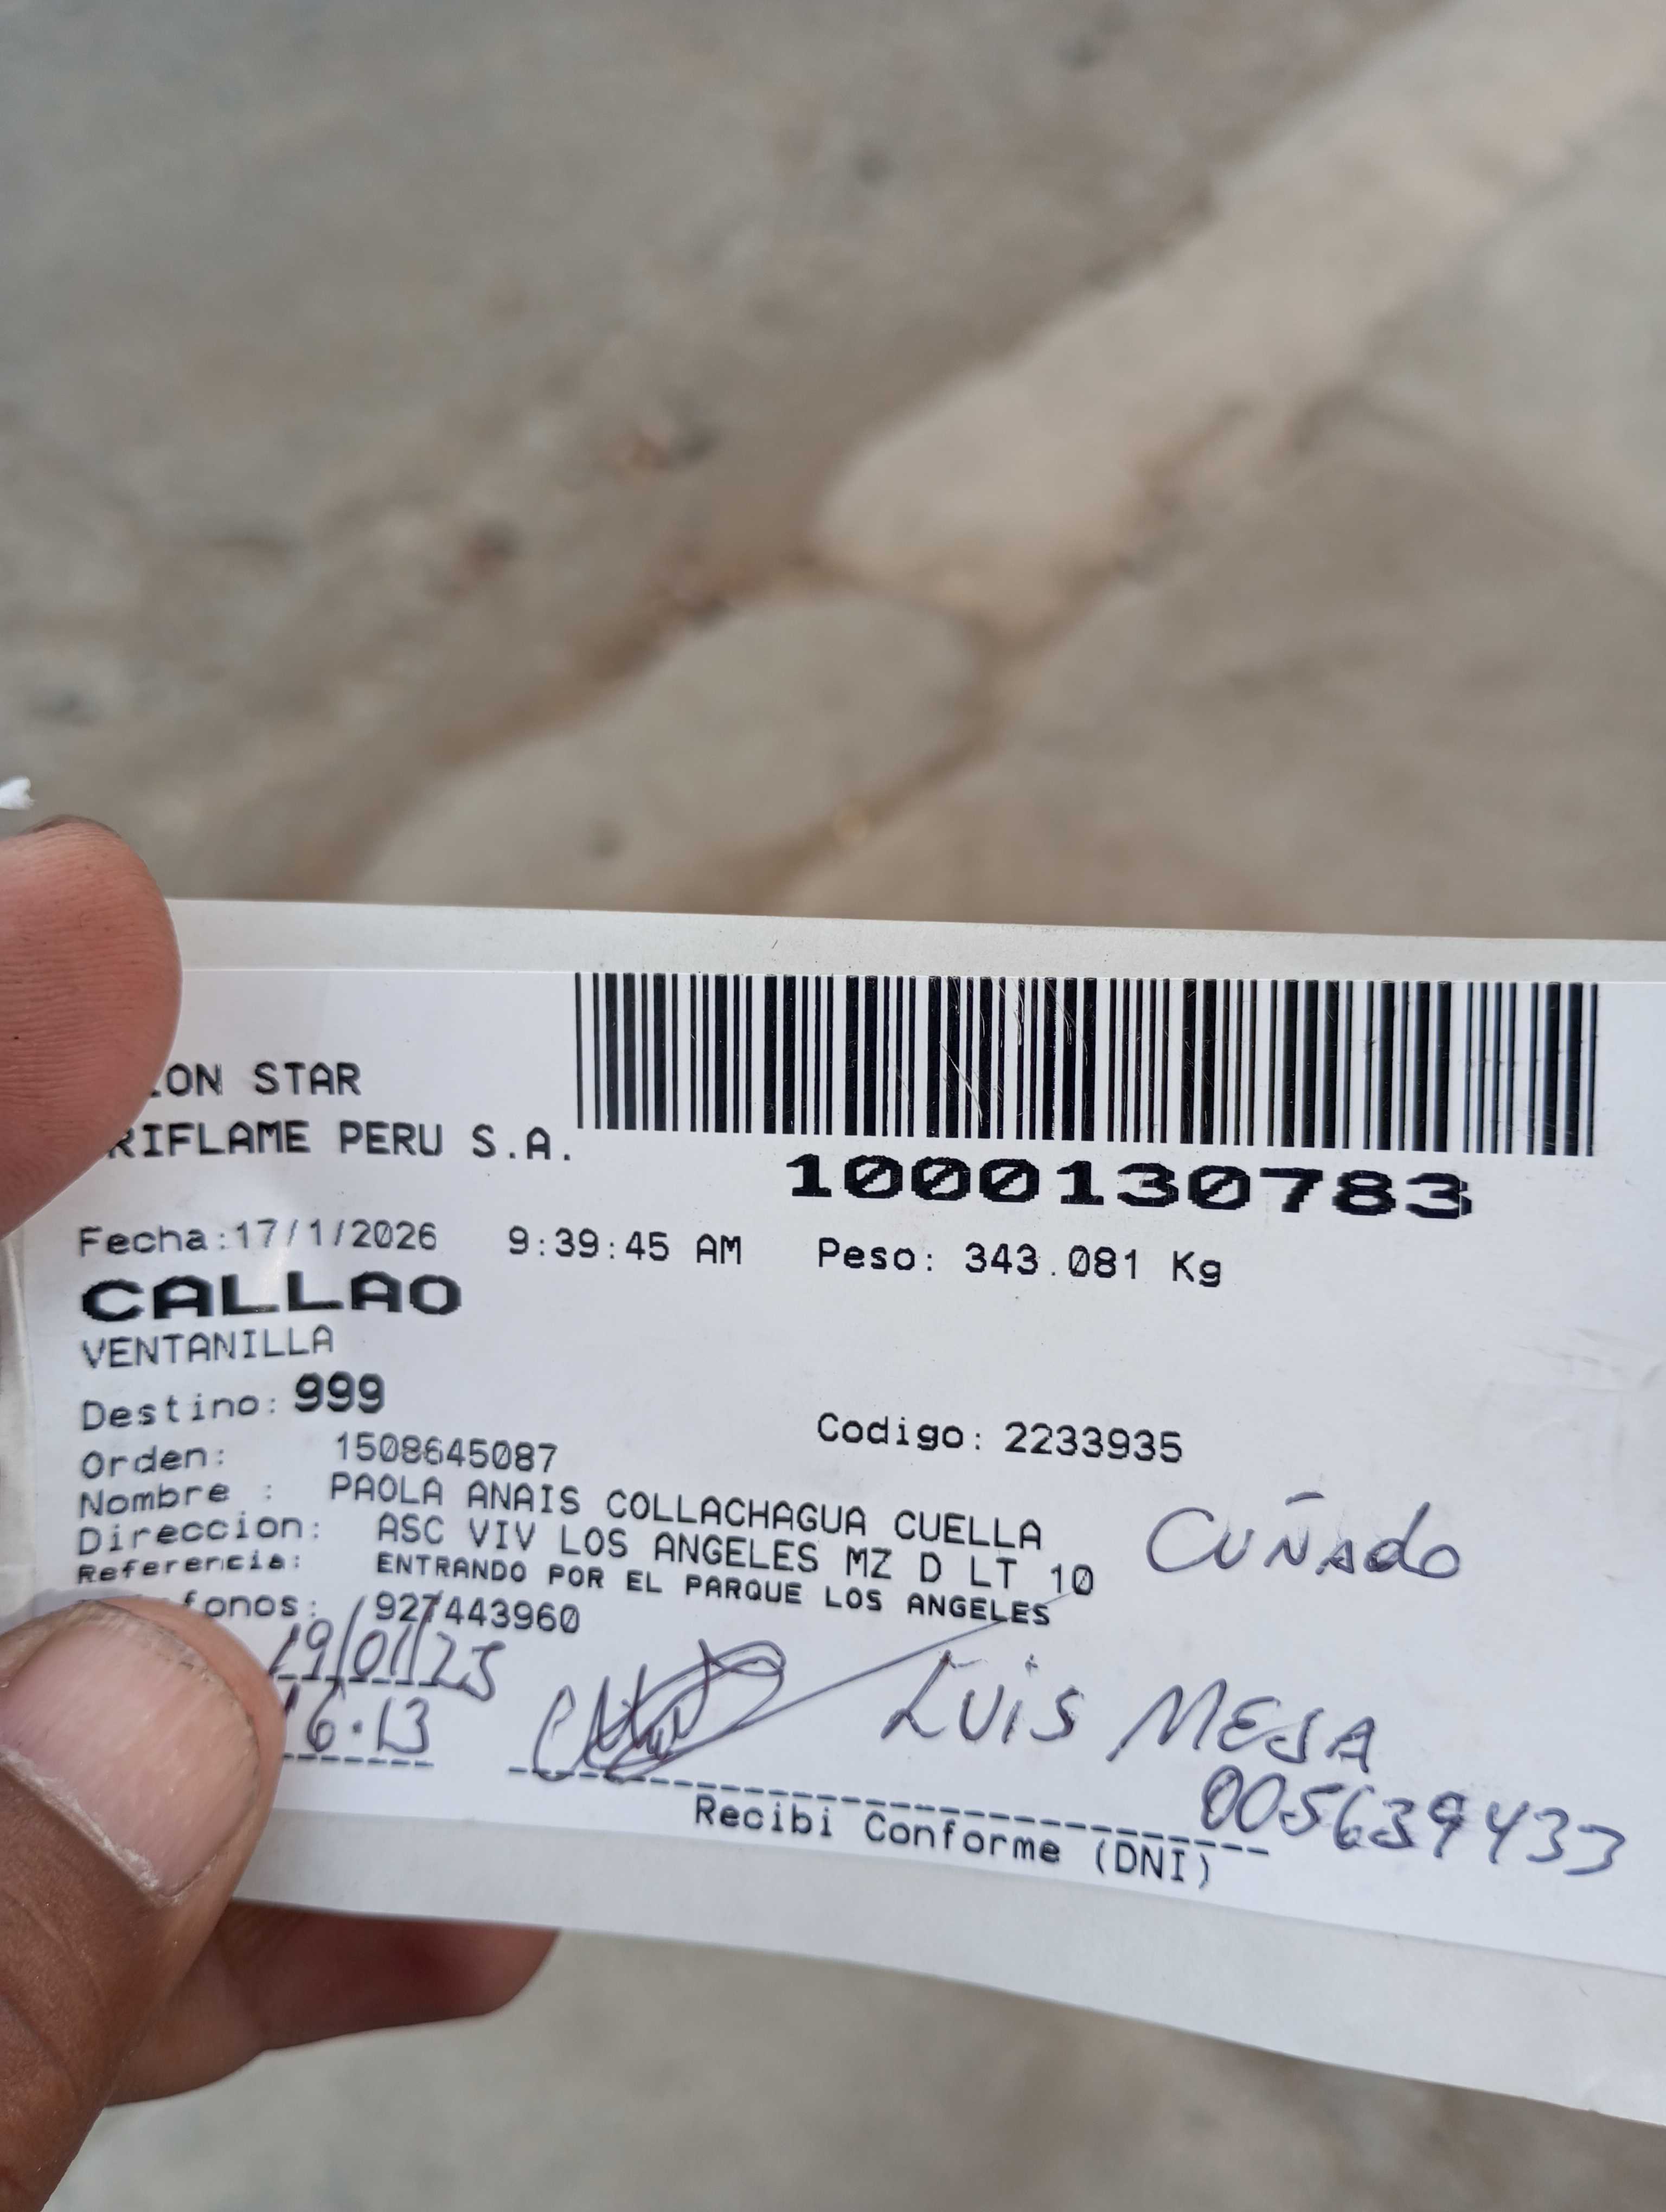 ION STAR
RIFLAME PERU S.A.
1000130783
Fecha:17/1/2026 9:39:45 AM Peso: 343.081 Kg
CALLAO
VENTANILLA
Destino: 999
Codigo: 2233935
Orden: 1508645087
Nombre : PAOLA ANAIS COLLACHAGUA CUELLA
Direccion: ASC VIV LOS ANGELES MZ D LT 10
CUÑado
Referencia: ENTRANDO POR EL PARQUE LOS ANGELES
fonos: 927443960
19/01/25
16.13
LUiS MEJA
005639433
Recibi Conforme (DNI)